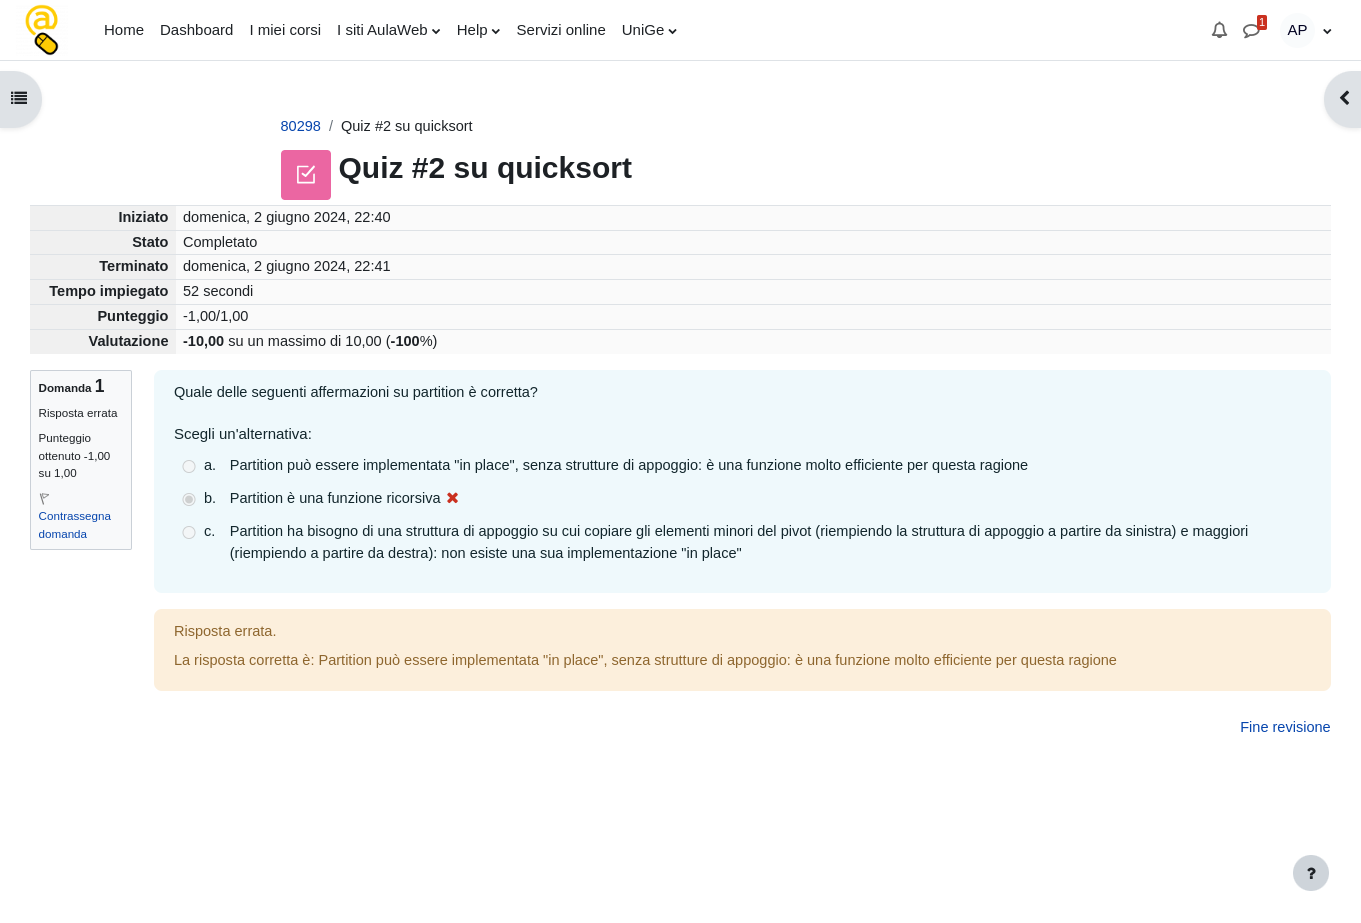 Home Dashboard I miei corsi I siti AulaWeb Help Servizi online UniGe 1 AP
80298 / Quiz #2 su quicksort
Quiz #2 su quicksort
Iniziato domenica, 2 giugno 2024, 22:40
Stato Completato
Terminato domenica, 2 giugno 2024, 22:41
Tempo impiegato 52 secondi
Punteggio -1,00/1,00
Valutazione -10,00 su un massimo di 10,00 (-100%)
Domanda 1
Risposta errata
Punteggio
ottenuto -1,00
su 1,00
Contrassegna
domanda
Quale delle seguenti affermazioni su partition è corretta?
Scegli un'alternativa:
a. Partition può essere implementata "in place", senza strutture di appoggio: è una funzione molto efficiente per questa ragione
b. Partition è una funzione ricorsiva
c. Partition ha bisogno di una struttura di appoggio su cui copiare gli elementi minori del pivot (riempiendo la struttura di appoggio a partire da sinistra) e maggiori
(riempiendo a partire da destra): non esiste una sua implementazione "in place"
Risposta errata.
La risposta corretta è: Partition può essere implementata "in place", senza strutture di appoggio: è una funzione molto efficiente per questa ragione
Fine revisione
?